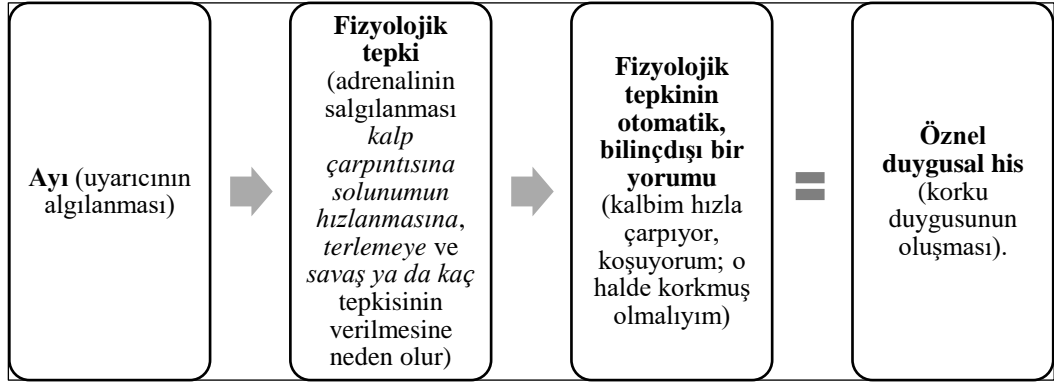 Ayı (uyarıcının
algılanması)
Fizyolojik
tepki
(adrenalinin
salgılanması
kalp
çarpıntısına
solunumun
hızlanmasına,
terlemeye ve
savaş ya da kaç
tepkisinin
verilmesine
neden olur)
Fizyolojik
tepkinin
otomatik,
bilinçdışı bir
yorumu
(kalbim hızla
çarpıyor,
koşuyorum; o
halde korkmuş
olmalıyım)
Öznel
duygusal his
(korku
duygusunun
oluşması).